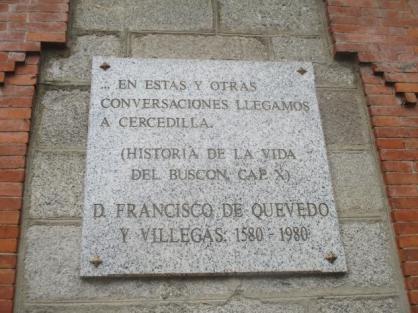 ... EN ESTAS Y OTRAS
CONVERSACIONES LLEGAMOS
A CERCEDILLA.
(HISTORIA DE LA VIDA
DEL BUSCON, CAP. X)
D. FRANCISCO DE QUEVEDO
Y VILLEGAS: 1580 - 1980